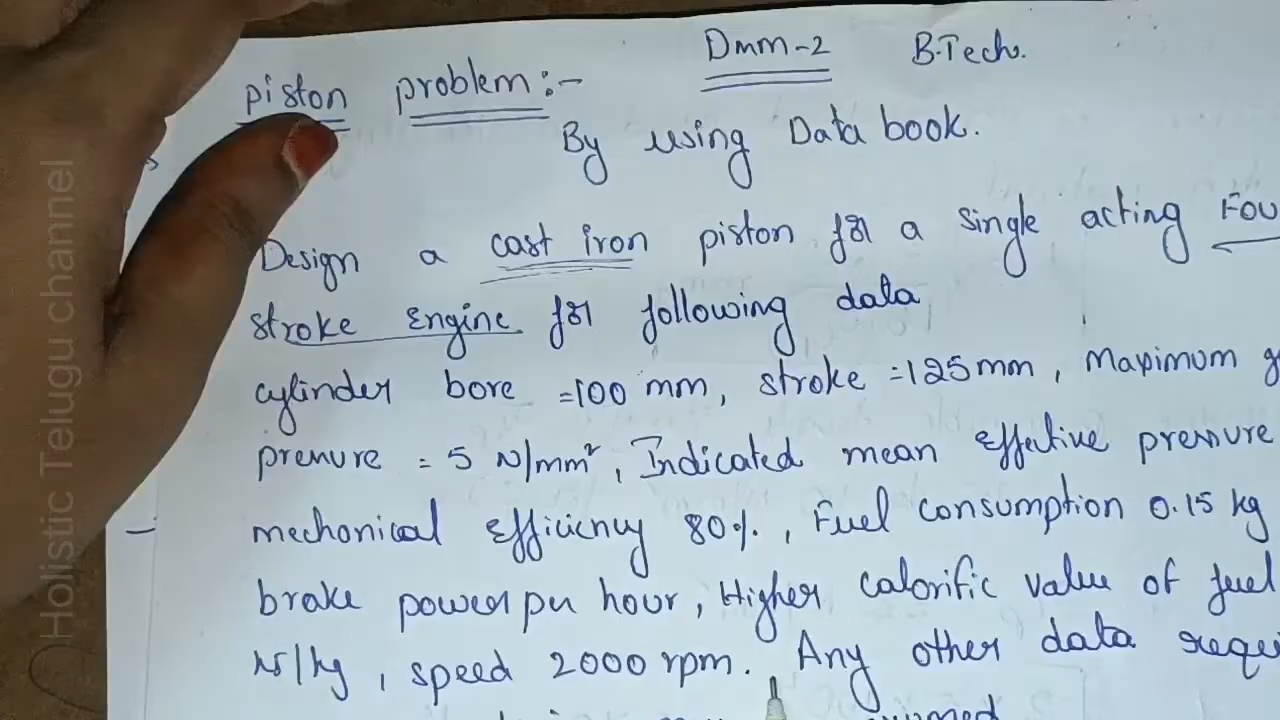 Dmm-2 B.Tech.
piston problem:-
By using Data book.
Design a cast iron piston for a single acting Fou
stroke Engine for following data
cylinder bore =100 mm, stroke =125mm, Maximum g
pressure = 5 N/mm², Indicated mean effective pressure
mechanical efficiency 80%, Fuel consumption 0.15 kg
brake power per hour, Higher calorific value of fuel
kJ/kg, speed 2000 rpm. Any other data requi
Holistic Telugu channel